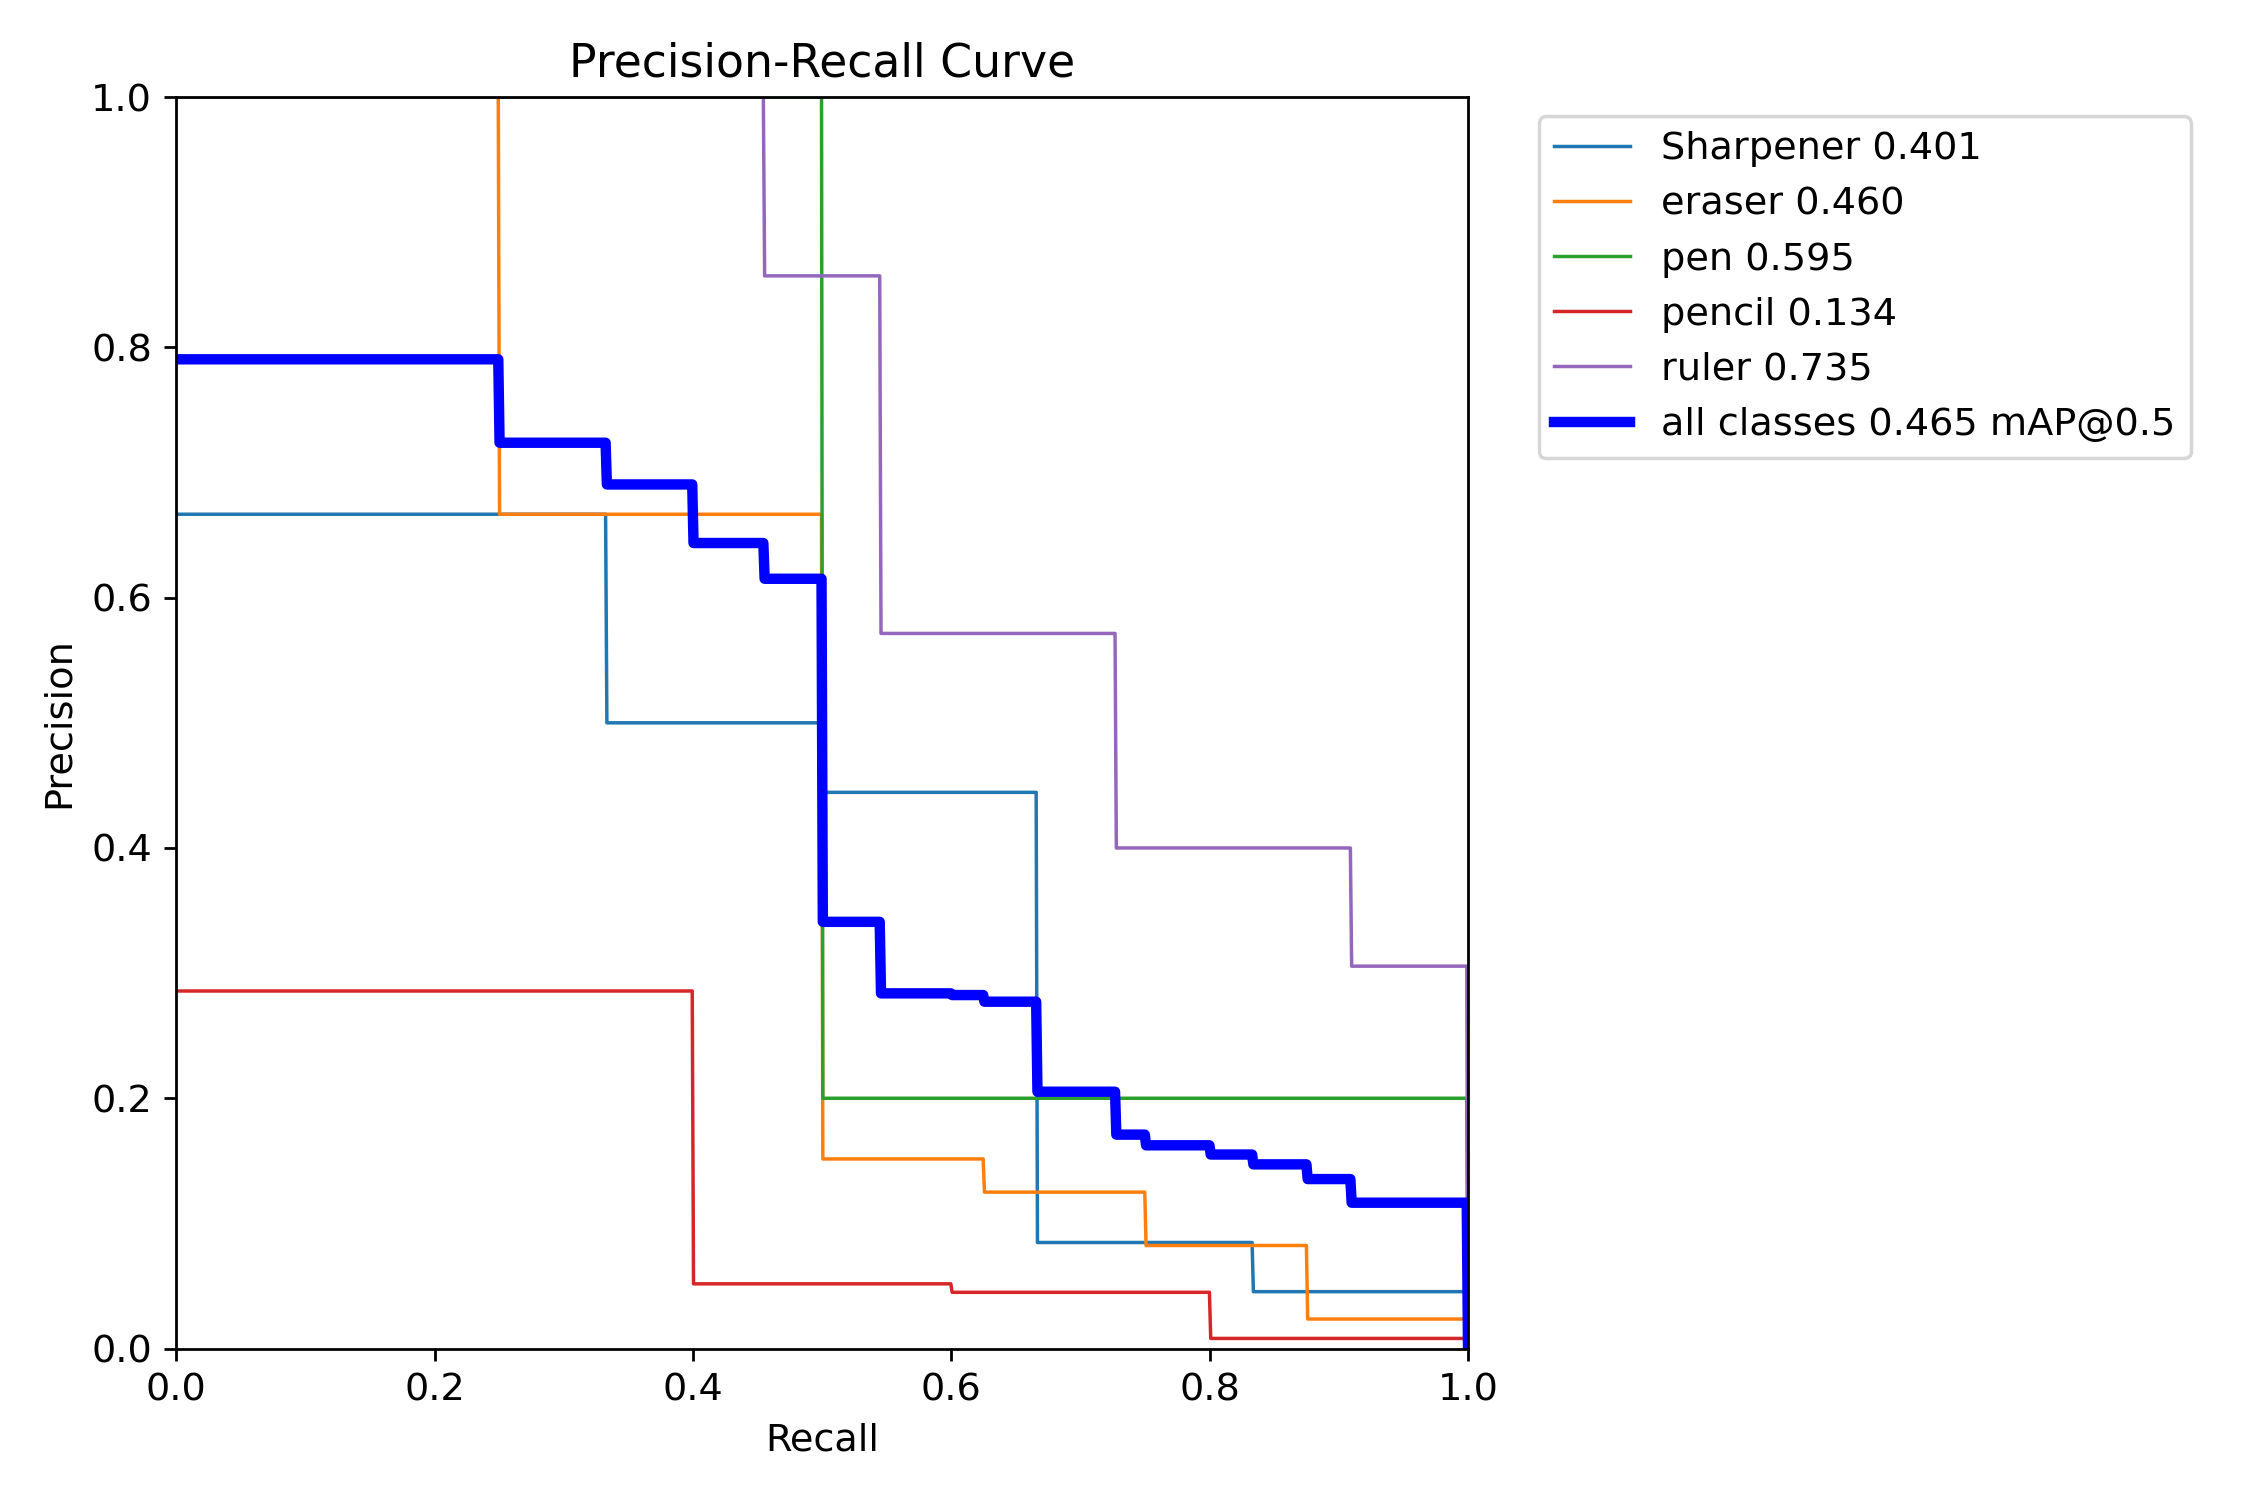 Precision-Recall Curve
1.0
0.8
0.6
0.4
0.2
0.0
Precision
0.0 0.2 0.4 0.6 0.8 1.0
Recall
Sharpener 0.401
eraser 0.460
pen 0.595
pencil 0.134
ruler 0.735
all classes 0.465 mAP@0.5